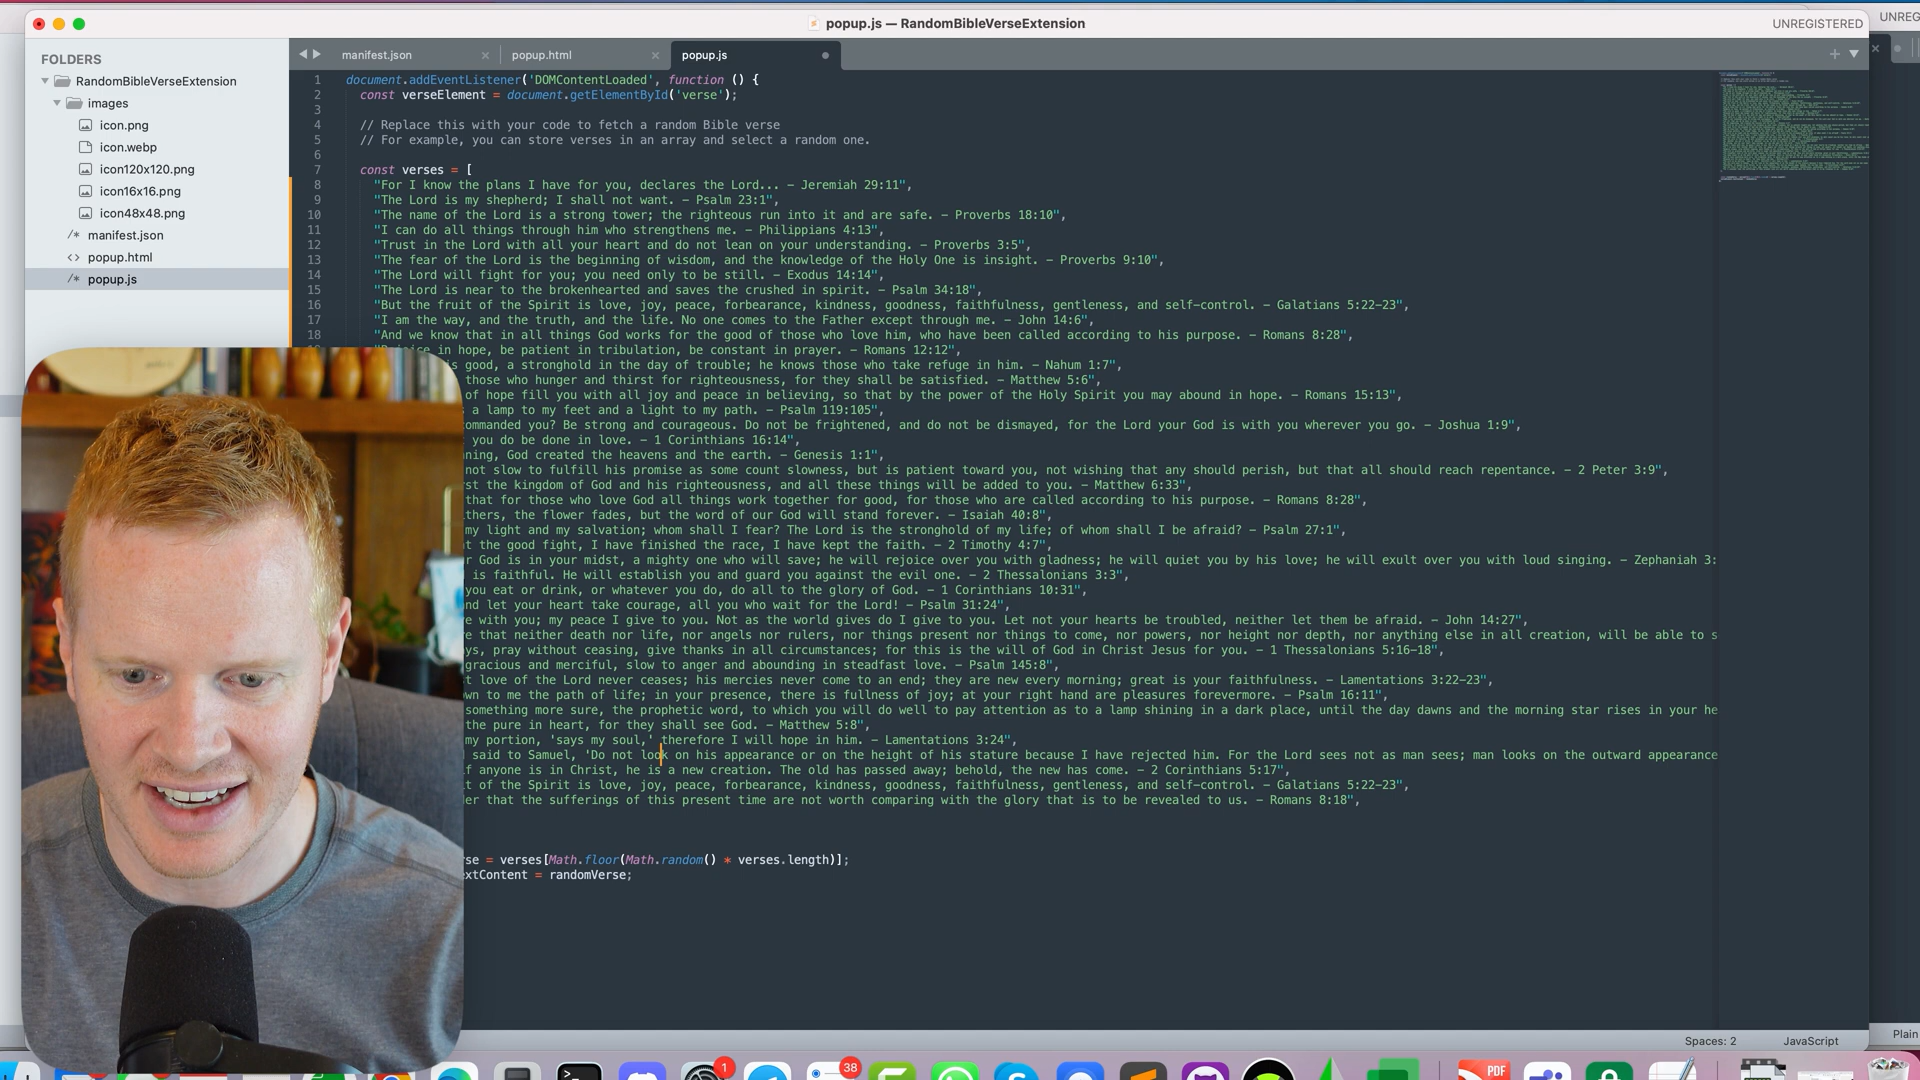 popup.js — RandomBibleVerseExtension
UNREGISTERED
UNREG
FOLDERS
RandomBibleVerseExtension
images
icon.png
icon.webp
icon120x120.png
icon16x16.png
icon48x48.png
manifest.json
popup.html
popup.js
manifest.json
popup.html
popup.js
1 document.addEventListener('DOMContentLoaded', function () {
2 const verseElement = document.getElementById('verse');
3
4 // Replace this with your code to fetch a random Bible verse
5 // For example, you can store verses in an array and select a random one.
6
7 const verses = [
8 "For I know the plans I have for you, declares the Lord... – Jeremiah 29:11",
9 "The Lord is my shepherd; I shall not want. – Psalm 23:1",
10 "The name of the Lord is a strong tower; the righteous run into it and are safe. – Proverbs 18:10",
11 "I can do all things through him who strengthens me. – Philippians 4:13",
12 "Trust in the Lord with all your heart and do not lean on your understanding. – Proverbs 3:5",
13 "The fear of the Lord is the beginning of wisdom, and the knowledge of the Holy One is insight. – Proverbs 9:10",
14 "The Lord will fight for you; you need only to be still. – Exodus 14:14",
15 "The Lord is near to the brokenhearted and saves the crushed in spirit. – Psalm 34:18",
16 "But the fruit of the Spirit is love, joy, peace, forbearance, kindness, goodness, faithfulness, gentleness, and self-control. – Galatians 5:22–23",
17 "I am the way, and the truth, and the life. No one comes to the Father except through me. – John 14:6",
18 "And we know that in all things God works for the good of those who love him, who have been called according to his purpose. – Romans 8:28",
in hope, be patient in tribulation, be constant in prayer. – Romans 12:12",
is good, a stronghold in the day of trouble; he knows those who take refuge in him. – Nahum 1:7",
those who hunger and thirst for righteousness, for they shall be satisfied. – Matthew 5:6",
of hope fill you with all joy and peace in believing, so that by the power of the Holy Spirit you may abound in hope. – Romans 15:13",
a lamp to my feet and a light to my path. – Psalm 119:105",
ommanded you? Be strong and courageous. Do not be frightened, and do not be dismayed, for the Lord your God is with you wherever you go. – Joshua 1:9",
you do be done in love. – 1 Corinthians 16:14",
ning, God created the heavens and the earth. – Genesis 1:1",
not slow to fulfill his promise as some count slowness, but is patient toward you, not wishing that any should perish, but that all should reach repentance. – 2 Peter 3:9",
rst the kingdom of God and his righteousness, and all these things will be added to you. – Matthew 6:33",
that for those who love God all things work together for good, for those who are called according to his purpose. – Romans 8:28",
thers, the flower fades, but the word of our God will stand forever. – Isaiah 40:8",
my light and my salvation; whom shall I fear? The Lord is the stronghold of my life; of whom shall I be afraid? – Psalm 27:1",
ht the good fight, I have finished the race, I have kept the faith. – 2 Timothy 4:7",
r God is in your midst, a mighty one who will save; he will rejoice over you with gladness; he will quiet you by his love; he will exult over you with loud singing. – Zephaniah 3:
is faithful. He will establish you and guard you against the evil one. – 2 Thessalonians 3:3",
you eat or drink, or whatever you do, do all to the glory of God. – 1 Corinthians 10:31",
nd let your heart take courage, all you who wait for the Lord! – Psalm 31:24",
e with you; my peace I give to you. Not as the world gives do I give to you. Let not your hearts be troubled, neither let them be afraid. – John 14:27",
e that neither death nor life, nor angels nor rulers, nor things present nor things to come, nor powers, nor height nor depth, nor anything else in all creation, will be able to s
ys, pray without ceasing, give thanks in all circumstances; for this is the will of God in Christ Jesus for you. – 1 Thessalonians 5:16–18",
gracious and merciful, slow to anger and abounding in steadfast love. – Psalm 145:8",
t love of the Lord never ceases; his mercies never come to an end; they are new every morning; great is your faithfulness. – Lamentations 3:22–23",
wn to me the path of life; in your presence, there is fullness of joy; at your right hand are pleasures forevermore. – Psalm 16:11",
something more sure, the prophetic word, to which you will do well to pay attention as to a lamp shining in a dark place, until the day dawns and the morning star rises in your he
the pure in heart, for they shall see God. – Matthew 5:8",
my portion, 'says my soul,' therefore I will hope in him. – Lamentations 3:24",
said to Samuel, 'Do not look on his appearance or on the height of his stature because I have rejected him. For the Lord sees not as man sees; man looks on the outward appearance
f anyone is in Christ, he is a new creation. The old has passed away; behold, the new has come. – 2 Corinthians 5:17",
t of the Spirit is love, joy, peace, forbearance, kindness, goodness, faithfulness, gentleness, and self-control. – Galatians 5:22–23",
er that the sufferings of this present time are not worth comparing with the glory that is to be revealed to us. – Romans 8:18",
rse = verses[Math.floor(Math.random() * verses.length)];
extContent = randomVerse;
Spaces: 2
JavaScript
Plain
1
38
PDF